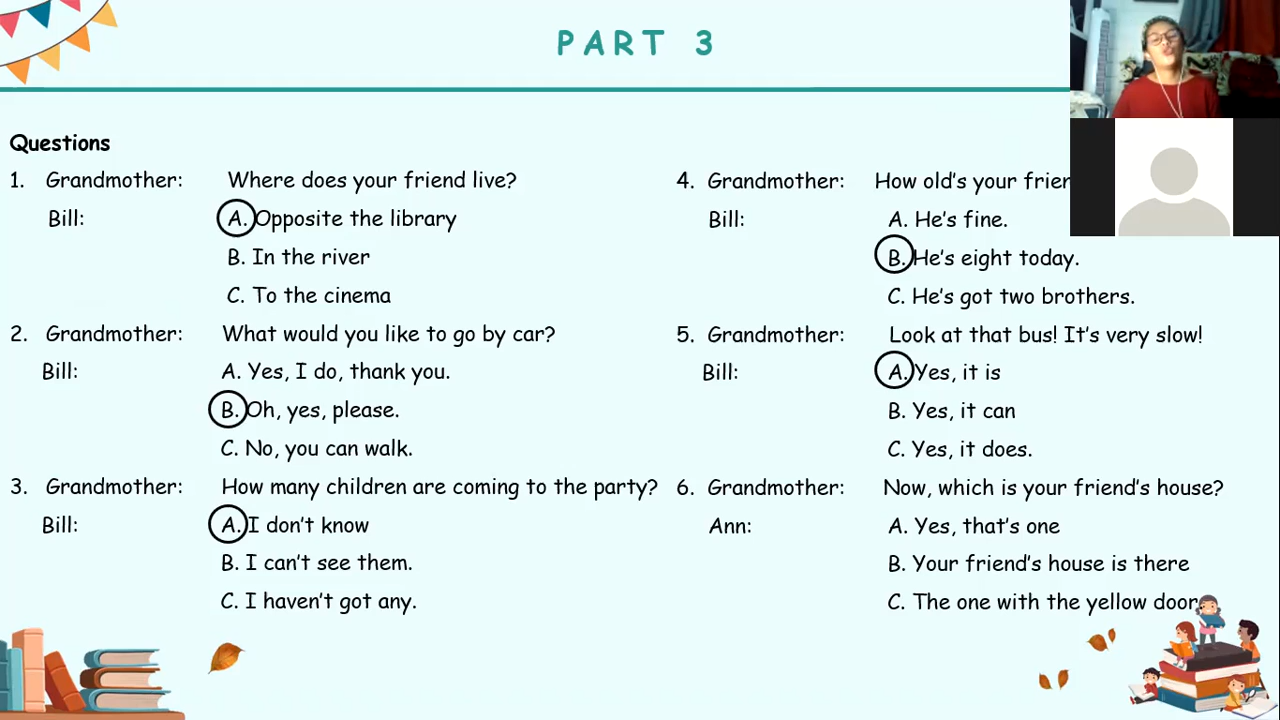 PART 3
Questions
1. Grandmother: Where does your friend live?
Bill: A. Opposite the library
B. In the river
C. To the cinema
2. Grandmother: What would you like to go by car?
Bill: A. Yes, I do, thank you.
B. Oh, yes, please.
C. No, you can walk.
3. Grandmother: How many children are coming to the party?
Bill: A. I don't know
B. I can't see them.
C. I haven't got any.
4. Grandmother: How old's your
Bill: A. He's fine.
B. He's eight today.
C. He's got two brothers.
5. Grandmother: Look at that bus! It's very slow!
Bill: A. Yes, it is
B. Yes, it can
C. Yes, it does.
6. Grandmother: Now, which is your friend's house?
Ann: A. Yes, that's one
B. Your friend's house is there
C. The one with the yellow door